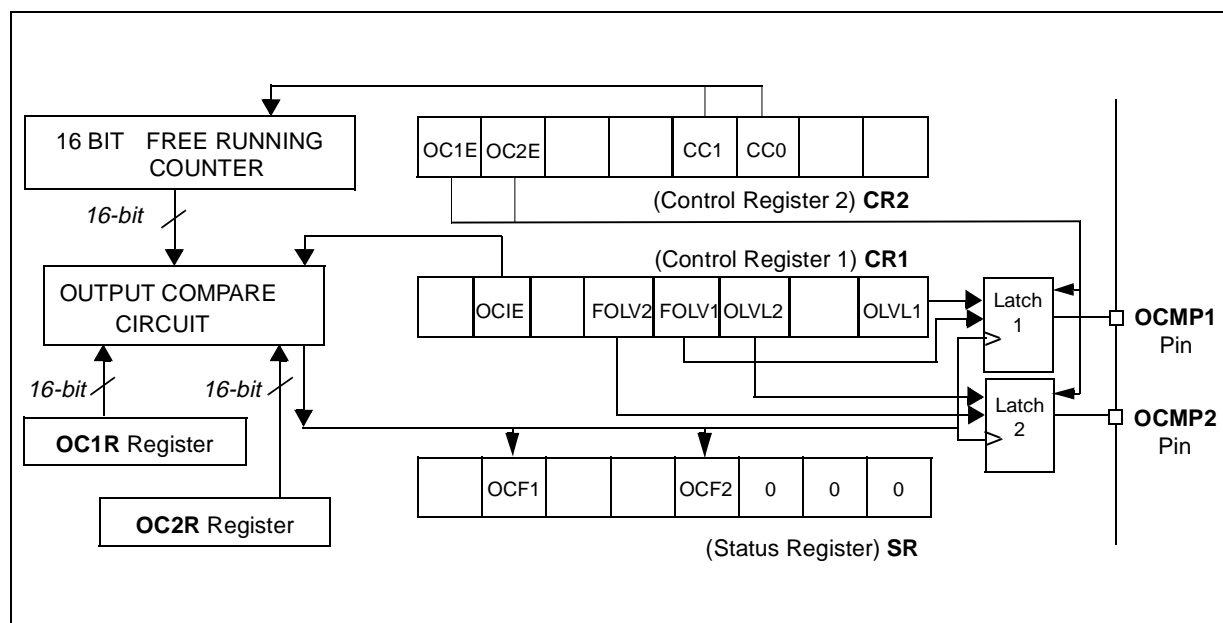 16 BIT FREE RUNNING
COUNTER
OC1E OC2E CC1 CC0
(Control Register 2) CR2
16-bit
(Control Register 1) CR1
OUTPUT COMPARE
CIRCUIT
OCIE FOLV2 FOLV1 OLVL2 OLVL1
Latch
1
OCMP1
Pin
16-bit 16-bit
Latch
2
OCMP2
Pin
OC1R Register
OCF1 OCF2 0 0 0
OC2R Register
(Status Register) SR